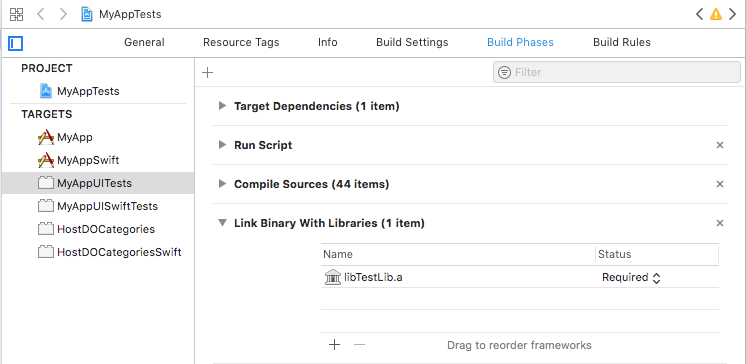 MyAppTests
General Resource Tags Info Build Settings Build Phases Build Rules
PROJECT
MyAppTests
TARGETS
MyApp
MyAppSwift
MyAppUITests
MyAppUISwiftTests
HostDOCategories
HostDOCategoriesSwift
Filter
Target Dependencies (1 item)
Run Script
Compile Sources (44 items)
Link Binary With Libraries (1 item)
Name Status
libTestLib.a Required
Drag to reorder frameworks